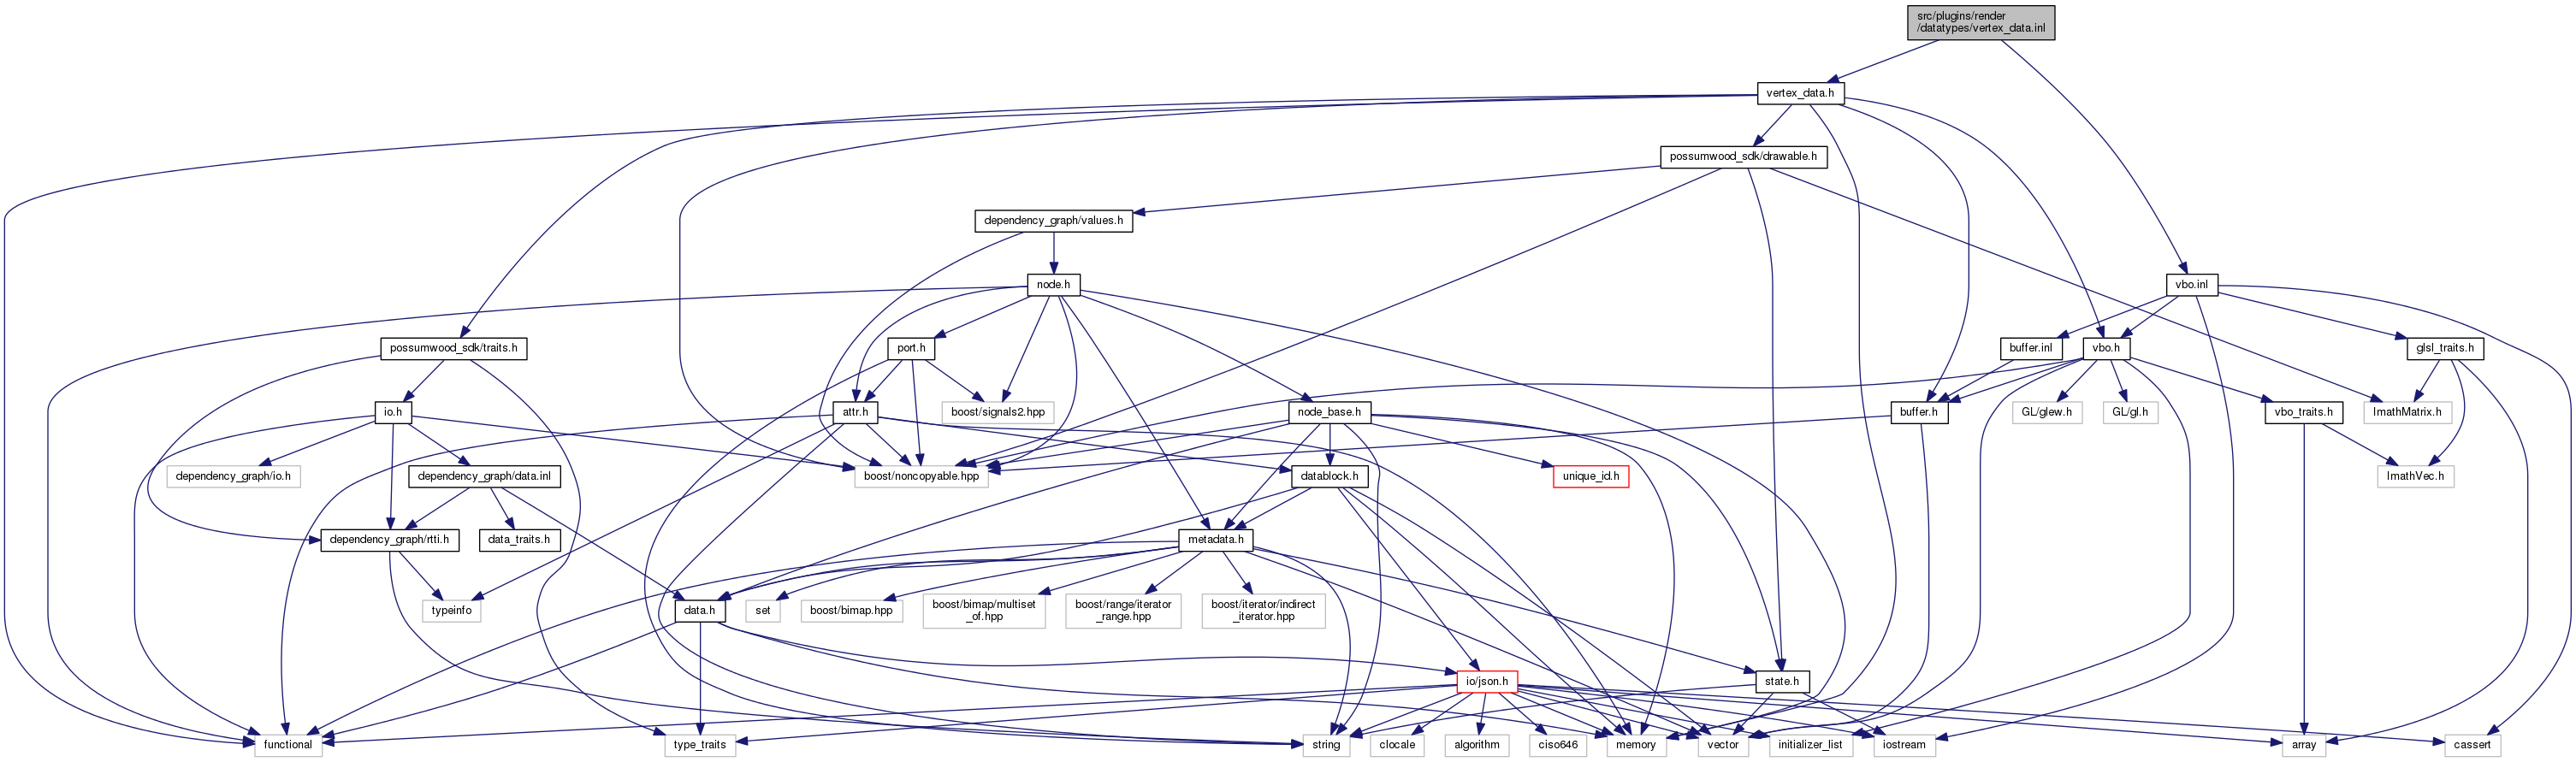 src/plugins/render
/datatypes/vertex_data.inl
vertex_data.h
possumwood_sdk/drawable.h
dependency_graph/values.h
node.h
vbo.inl
possumwood_sdk/traits.h
port.h
buffer.inl
vbo.h
glsl_traits.h
io.h
attr.h
boost/signals2.hpp
node_base.h
buffer.h
GL/glew.h
GL/gl.h
vbo_traits.h
ImathMatrix.h
dependency_graph/io.h
dependency_graph/data.inl
boost/noncopyable.hpp
datablock.h
unique_id.h
ImathVec.h
dependency_graph/rtti.h
data_traits.h
metadata.h
typeinfo
data.h
set
boost/bimap.hpp
boost/bimap/multiset
_of.hpp
boost/range/iterator
_range.hpp
boost/iterator/indirect
_iterator.hpp
io/json.h
state.h
functional
type_traits
string
clocale
algorithm
ciso646
memory
vector
initializer_list
iostream
array
cassert